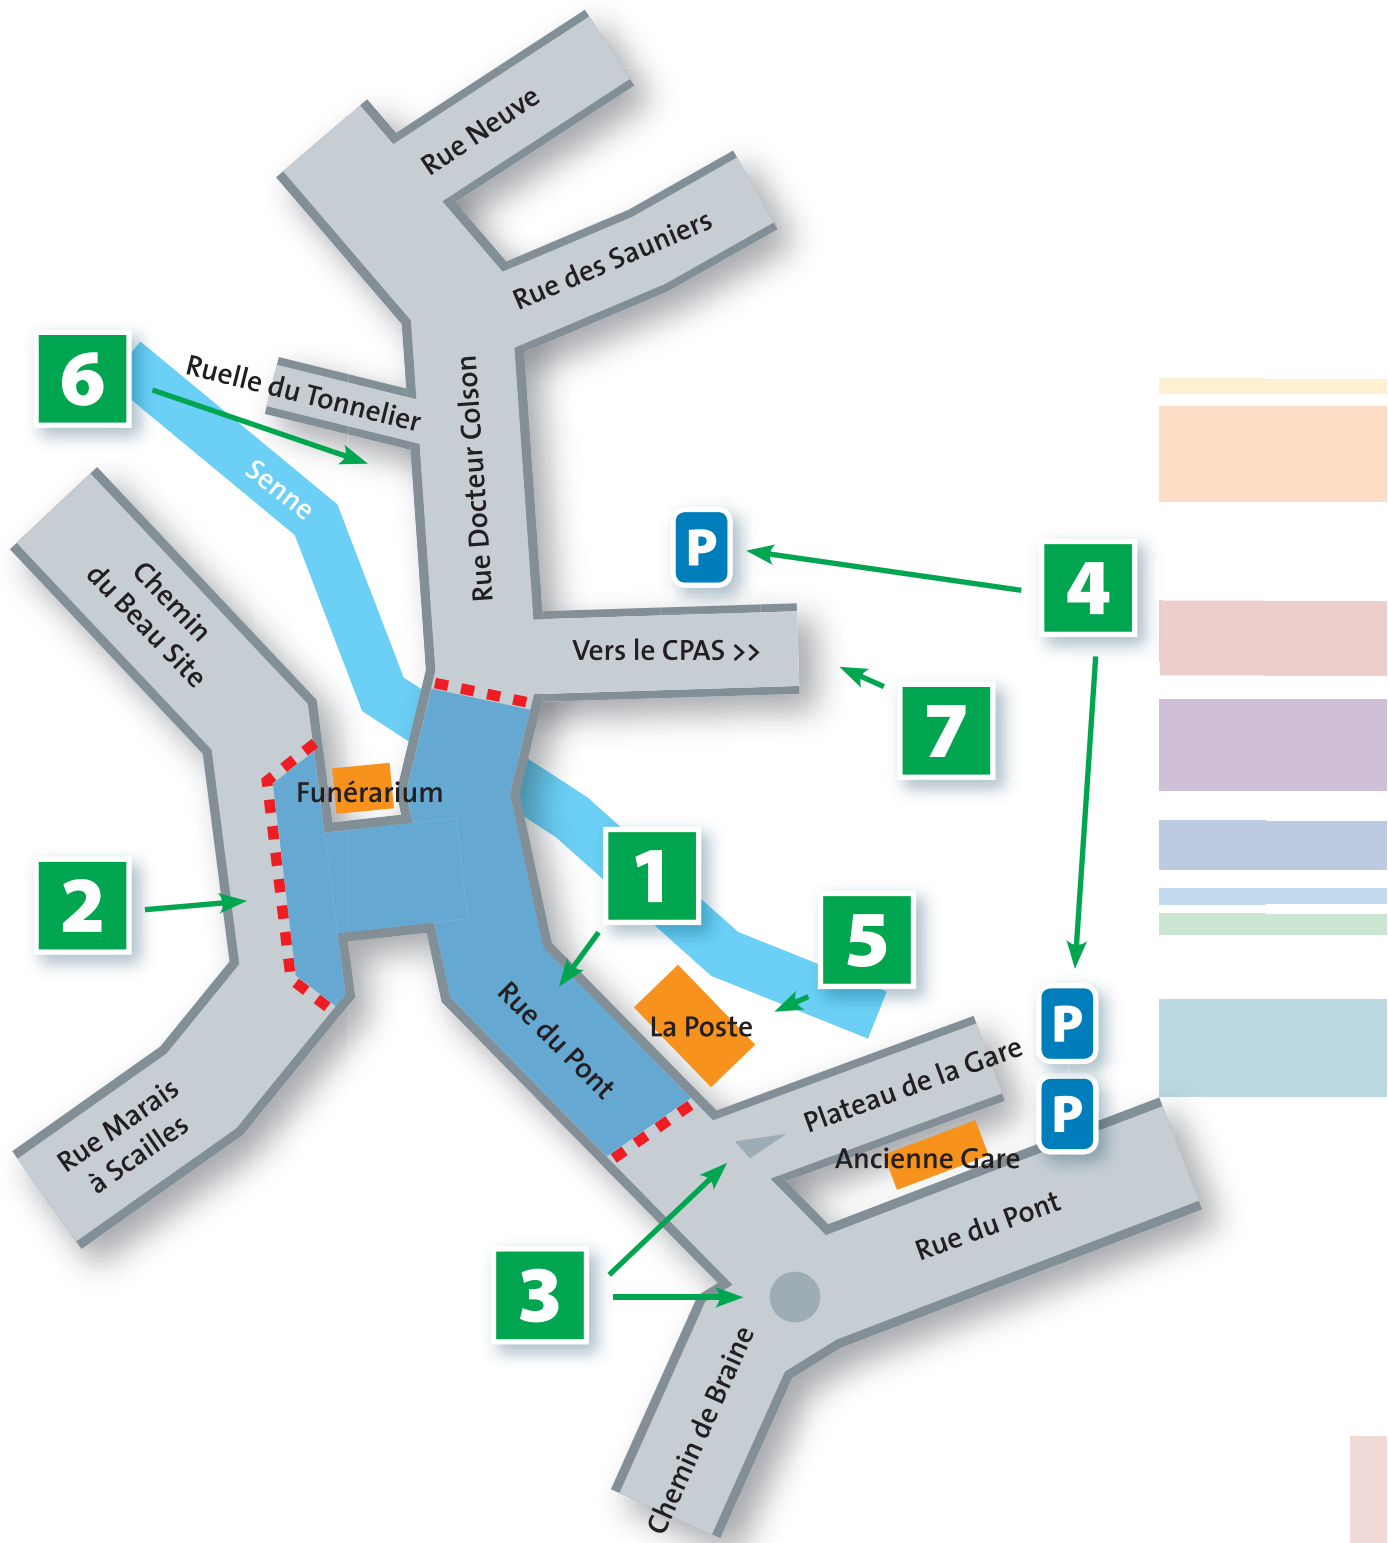 Rue Neuve
Rue des Sauniers
6
Ruelle du Tonnelier
Rue Docteur Colson
Senne
P
4
Chemin
du Beau Site
Vers le CPAS >>
7
Funérarium
1
2
5
Rue du Pont
La Poste
P
Plateau de la Gare
P
Ancienne Gare
Rue Marais
à Scailles
Rue du Pont
3
Chemin de Braine